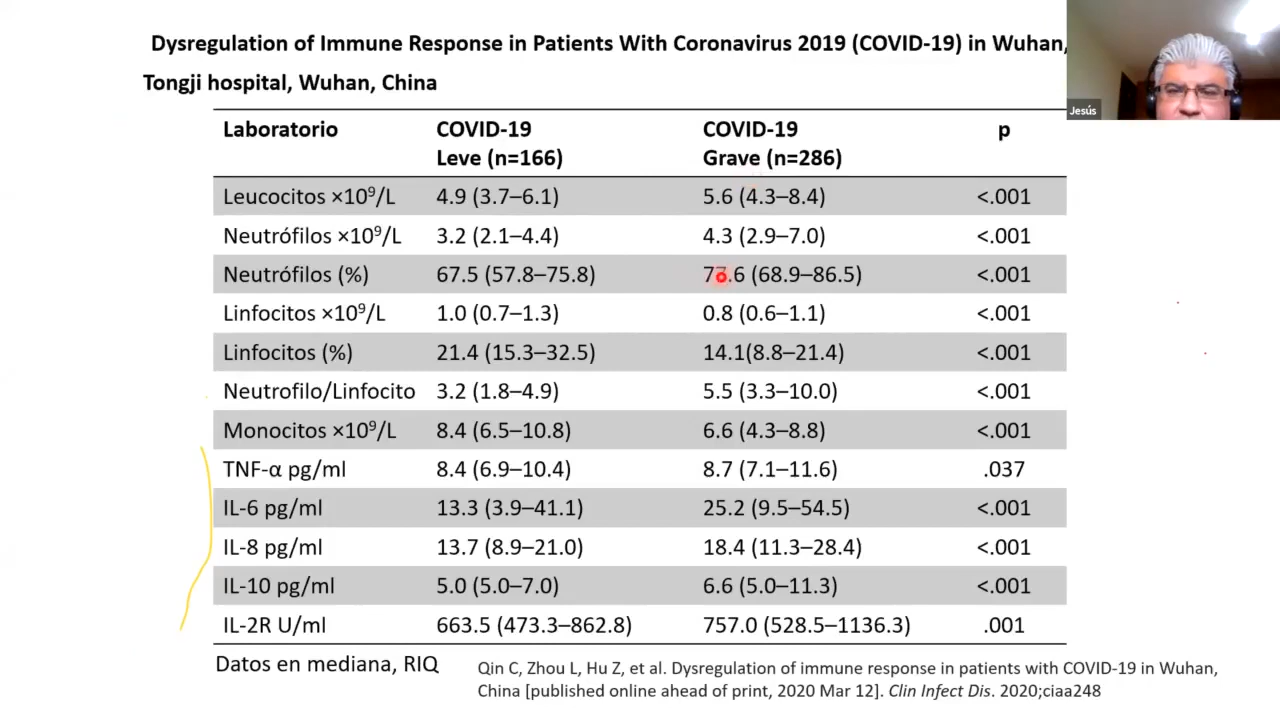 Dysregulation of Immune Response in Patients With Coronavirus 2019 (COVID-19) in Wuhan,
Tongji hospital, Wuhan, China
Jesús
Laboratorio COVID-19 Leve (n=166) COVID-19 Grave (n=286) p
Leucocitos ×10⁹/L 4.9 (3.7–6.1) 5.6 (4.3–8.4) <.001
Neutrófilos ×10⁹/L 3.2 (2.1–4.4) 4.3 (2.9–7.0) <.001
Neutrófilos (%) 67.5 (57.8–75.8) 77.6 (68.9–86.5) <.001
Linfocitos ×10⁹/L 1.0 (0.7–1.3) 0.8 (0.6–1.1) <.001
Linfocitos (%) 21.4 (15.3–32.5) 14.1(8.8–21.4) <.001
Neutrofilo/Linfocito 3.2 (1.8–4.9) 5.5 (3.3–10.0) <.001
Monocitos ×10⁹/L 8.4 (6.5–10.8) 6.6 (4.3–8.8) <.001
TNF-α pg/ml 8.4 (6.9–10.4) 8.7 (7.1–11.6) .037
IL-6 pg/ml 13.3 (3.9–41.1) 25.2 (9.5–54.5) <.001
IL-8 pg/ml 13.7 (8.9–21.0) 18.4 (11.3–28.4) <.001
IL-10 pg/ml 5.0 (5.0–7.0) 6.6 (5.0–11.3) <.001
IL-2R U/ml 663.5 (473.3–862.8) 757.0 (528.5–1136.3) .001
Datos en mediana, RIQ
Qin C, Zhou L, Hu Z, et al. Dysregulation of immune response in patients with COVID-19 in Wuhan,
China [published online ahead of print, 2020 Mar 12]. Clin Infect Dis. 2020;ciaa248